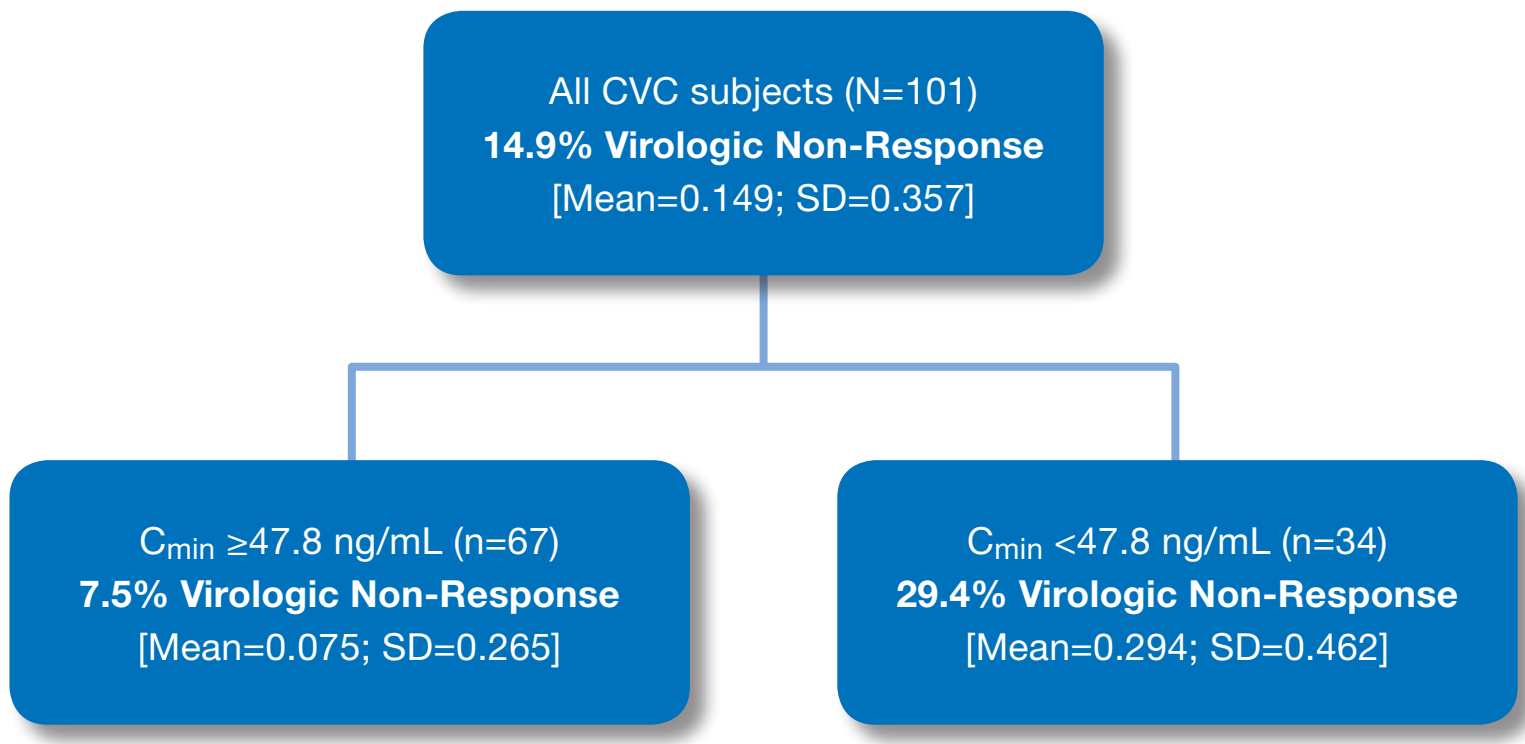 All CVC subjects (N=101)
14.9% Virologic Non-Response
[Mean=0.149; SD=0.357]
Cmin ≥47.8 ng/mL (n=67)
7.5% Virologic Non-Response
[Mean=0.075; SD=0.265]
Cmin <47.8 ng/mL (n=34)
29.4% Virologic Non-Response
[Mean=0.294; SD=0.462]